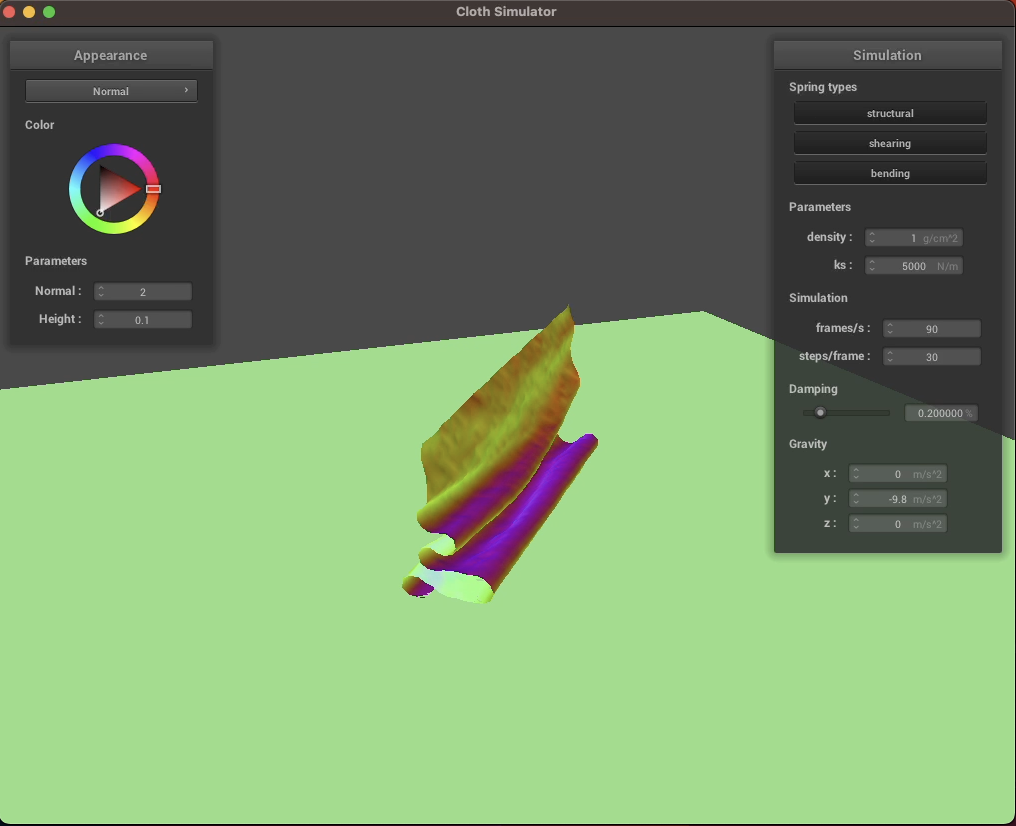 Cloth Simulator
Appearance
Normal
Color
Parameters
Normal : 2
Height : 0.1
Simulation
Spring types
structural
shearing
bending
Parameters
density : 1 g/cm^2
ks : 5000 N/m
Simulation
frames/s : 90
steps/frame : 30
Damping
0.200000 %
Gravity
x : 0 m/s^2
y : -9.8 m/s^2
z : 0 m/s^2